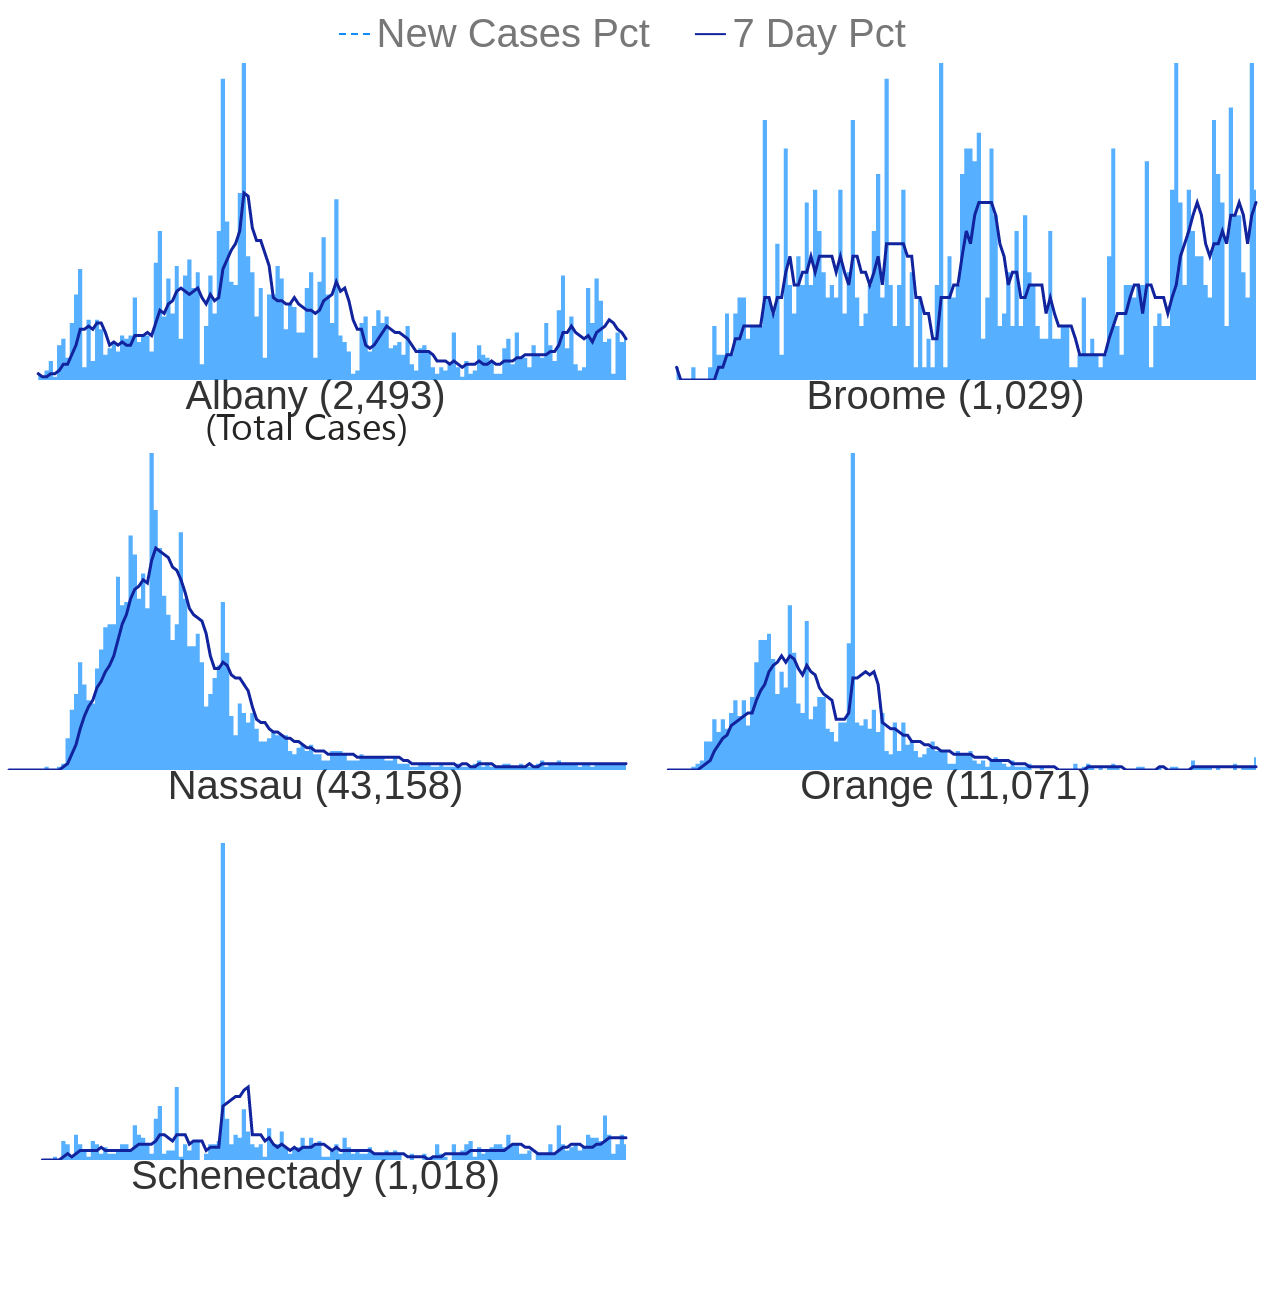 New Cases Pct 7 Day Pct
Albany (2,493) Broome (1,029)
(Total Cases)
Nassau (43,158) Orange (11,071)
Schenectady (1,018)